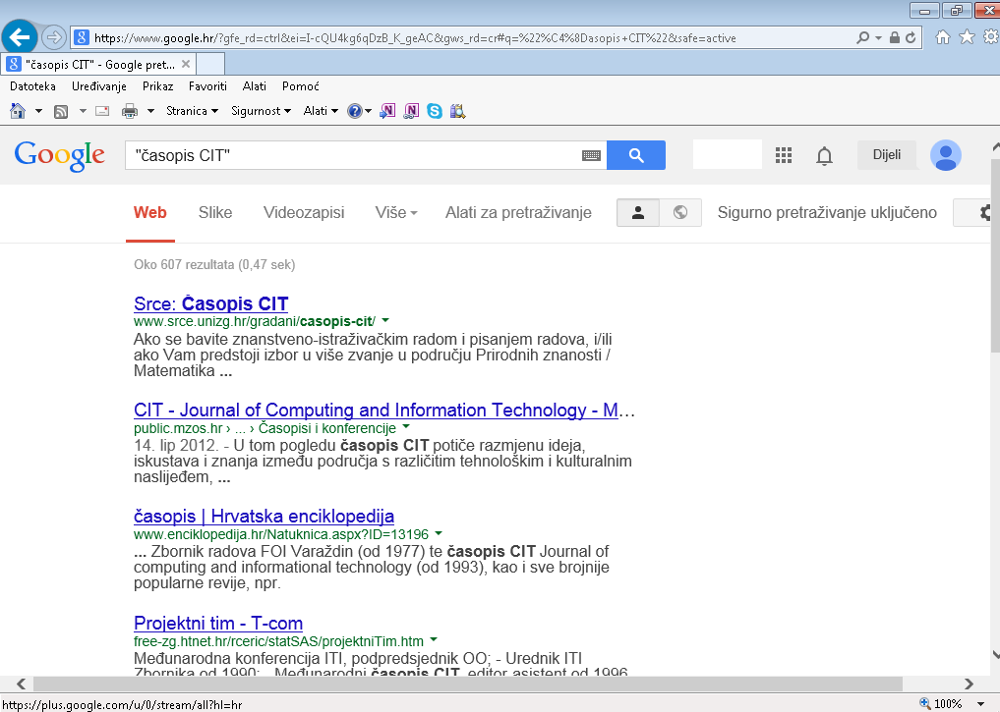 https://www.google.hr/?gfe_rd=ctrl&ei=I-cQU4kg6qDzB_K_geAC&gws_rd=cr#q=%22%C4%8Dasopis+CIT%22&safe=active
"časopis CIT" - Google pret...
Datoteka Uređivanje Prikaz Favoriti Alati Pomoć
Stranica Sigurnost Alati
Google "časopis CIT" Dijeli
Web Slike Videozapisi Više Alati za pretraživanje Sigurno pretraživanje uključeno
Oko 607 rezultata (0,47 sek)
Srce: Časopis CIT
www.srce.unizg.hr/gradani/casopis-cit/
Ako se bavite znanstveno-istraživačkim radom i pisanjem radova, i/ili
ako Vam predstoji izbor u više zvanje u području Prirodnih znanosti /
Matematika ...
CIT - Journal of Computing and Information Technology - M...
public.mzos.hr › ... › Časopisi i konferencije
14. lip 2012. - U tom pogledu časopis CIT potiče razmjenu ideja,
iskustava i znanja između područja s različitim tehnološkim i kulturalnim
naslijeđem, ...
časopis | Hrvatska enciklopedija
www.enciklopedija.hr/Natuknica.aspx?ID=13196
... Zbornik radova FOI Varaždin (od 1977) te časopis CIT Journal of
computing and informational technology (od 1993), kao i sve brojnije
popularne revije, npr.
Projektni tim - T-com
free-zg.htnet.hr/rceric/statSAS/projektniTim.htm
Međunarodna konferencija ITI, podpredsjednik OO; - Urednik ITI
Zbornika od 1990; - Međunarodni časopis CIT, editor asistent od 1996
https://plus.google.com/u/0/stream/all?hl=hr
100%